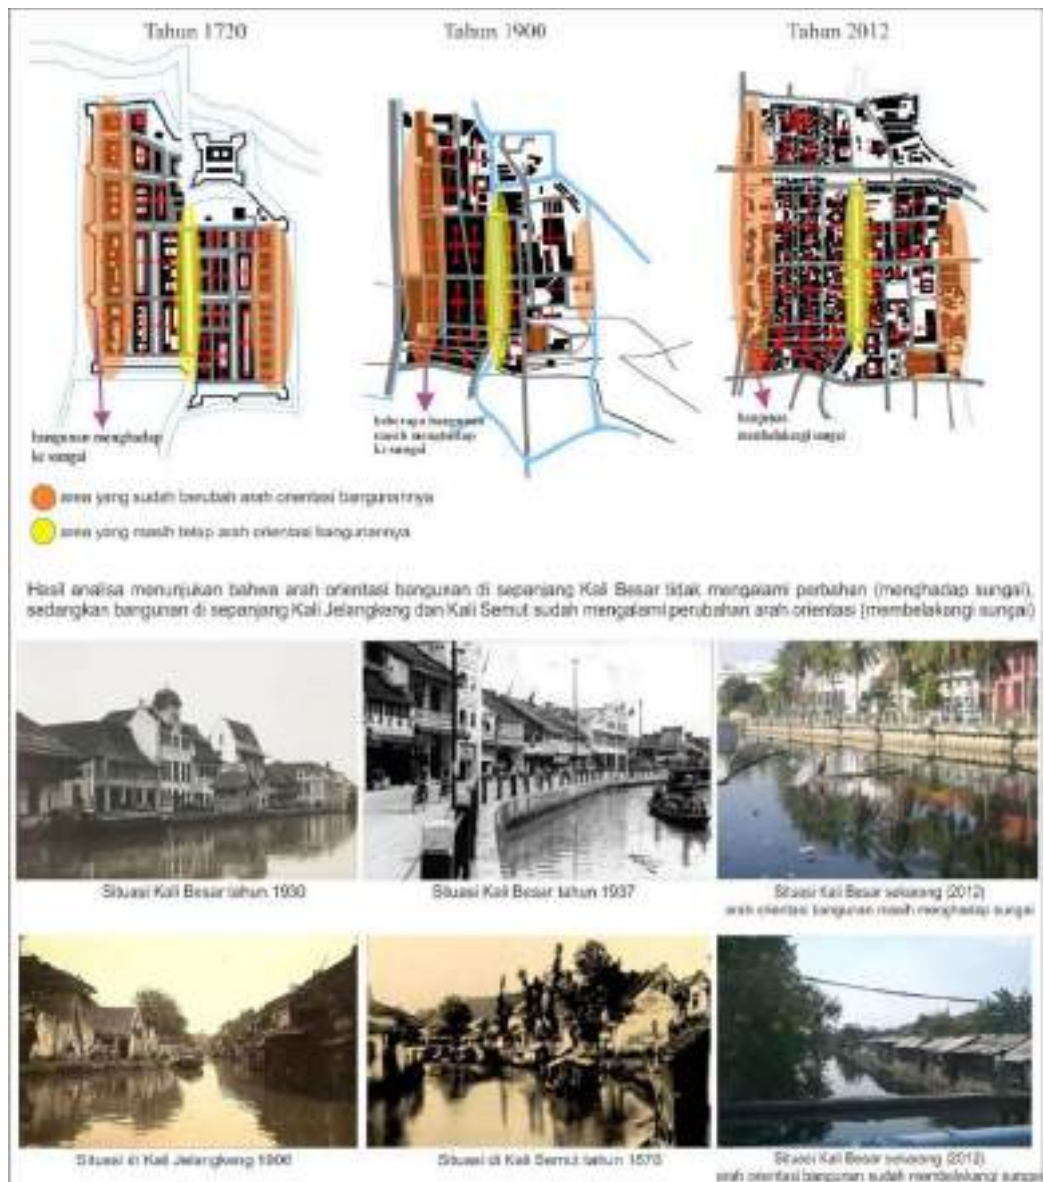 Tahun 1720
Tahun 1900
Tahun 2012
bangunan menghadap
ke sungai
beberapa bangunan
masih menghadap
ke sungai
bangunan
membelakangi sungai
area yang sudah berubah arah orientasi bangunannya
area yang masih tetap arah orientasi bangunannya
Hasil analisa menunjukan bahwa arah orientasi bangunan di sepanjang Kali Besar tidak mengalami perbahan (menghadap sungai),
sedangkan bangunan di sepanjang Kali Jelangkeng dan Kali Semut sudah mengalami perubahan arah orientasi (membelakangi sungai)
Situasi Kali Besar tahun 1930
Situasi Kali Besar tahun 1937
Situasi Kali Besar sekarang (2012)
arah orientasi bangunan masih menghadap sungai
Situasi di Kali Jelangkeng 1906
Situasi di Kali Semut tahun
Situasi Kali Besar sekarang (2012)
arah orientasi bangunan sudah membelakangi sungai